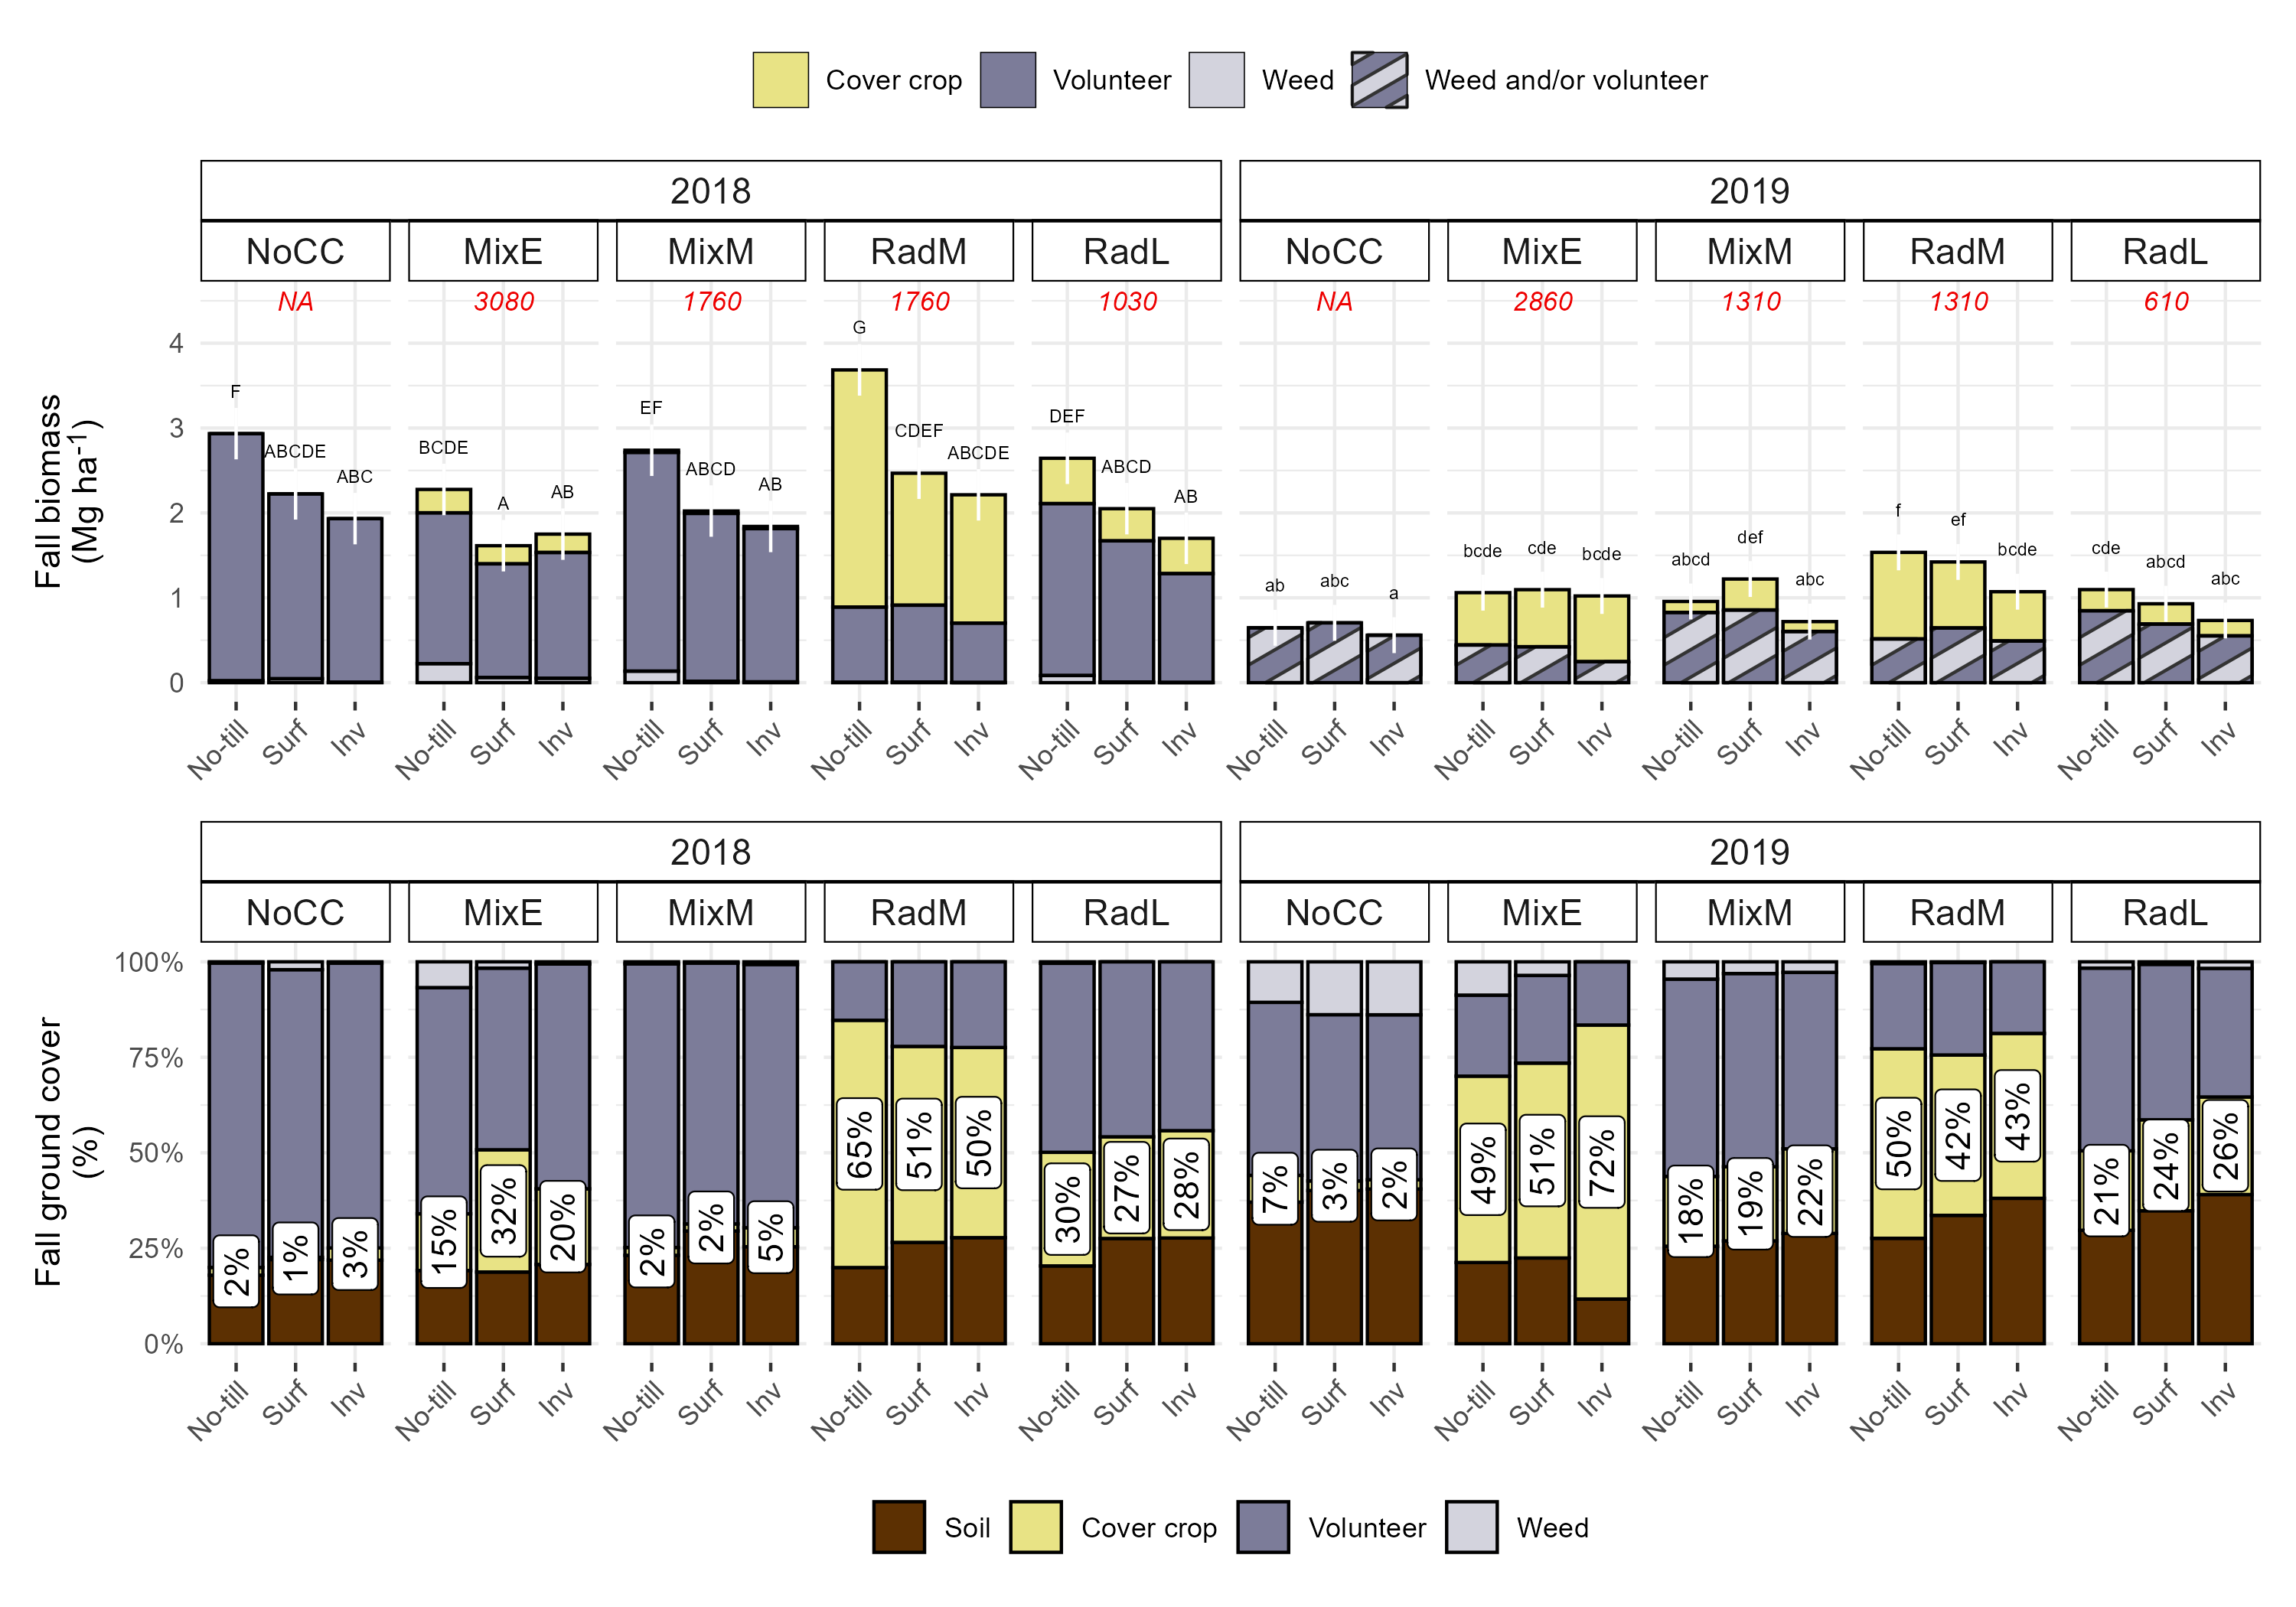 Cover crop Volunteer Weed Weed and/or volunteer
2018 2019
NoCC MixE MixM RadM RadL NoCC MixE MixM RadM RadL
NA 3080 1760 1760 1030 NA 2860 1310 1310 610
Fall biomass
(Mg ha-1)
4
3
2
1
0
F ABCDE ABC
BCDE A AB
EF ABCD AB
G CDEF ABCDE
DEF ABCD AB
ab abc a
bcde cde bcde
abcd def abc
f ef bcde
cde abcd abc
No-till Surf Inv No-till Surf Inv No-till Surf Inv No-till Surf Inv No-till Surf Inv No-till Surf Inv No-till Surf Inv No-till Surf Inv No-till Surf Inv No-till Surf Inv
2018 2019
NoCC MixE MixM RadM RadL NoCC MixE MixM RadM RadL
Fall ground cover
(%)
100%
75%
50%
25%
0%
2% 1% 3%
15% 32% 20%
2% 2% 5%
65% 51% 50%
30% 27% 28%
7% 3% 2%
49% 51% 72%
18% 19% 22%
50% 42% 43%
21% 24% 26%
No-till Surf Inv No-till Surf Inv No-till Surf Inv No-till Surf Inv No-till Surf Inv No-till Surf Inv No-till Surf Inv No-till Surf Inv No-till Surf Inv No-till Surf Inv
Soil Cover crop Volunteer Weed